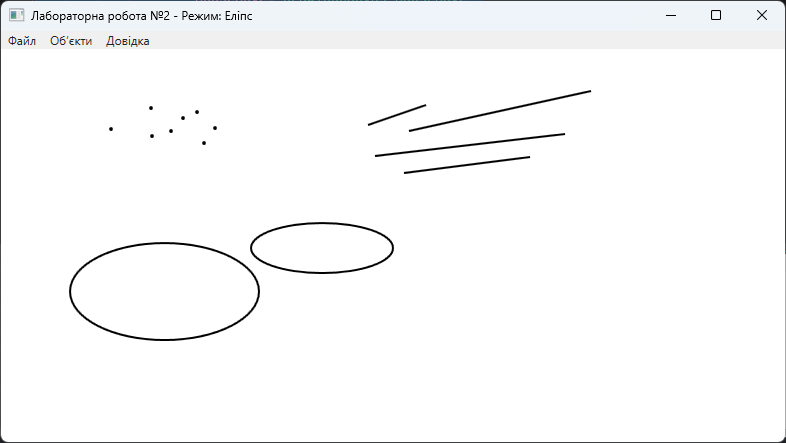 Лабораторна робота №2 - Режим: Еліпс
Файл Об'єкти Довідка